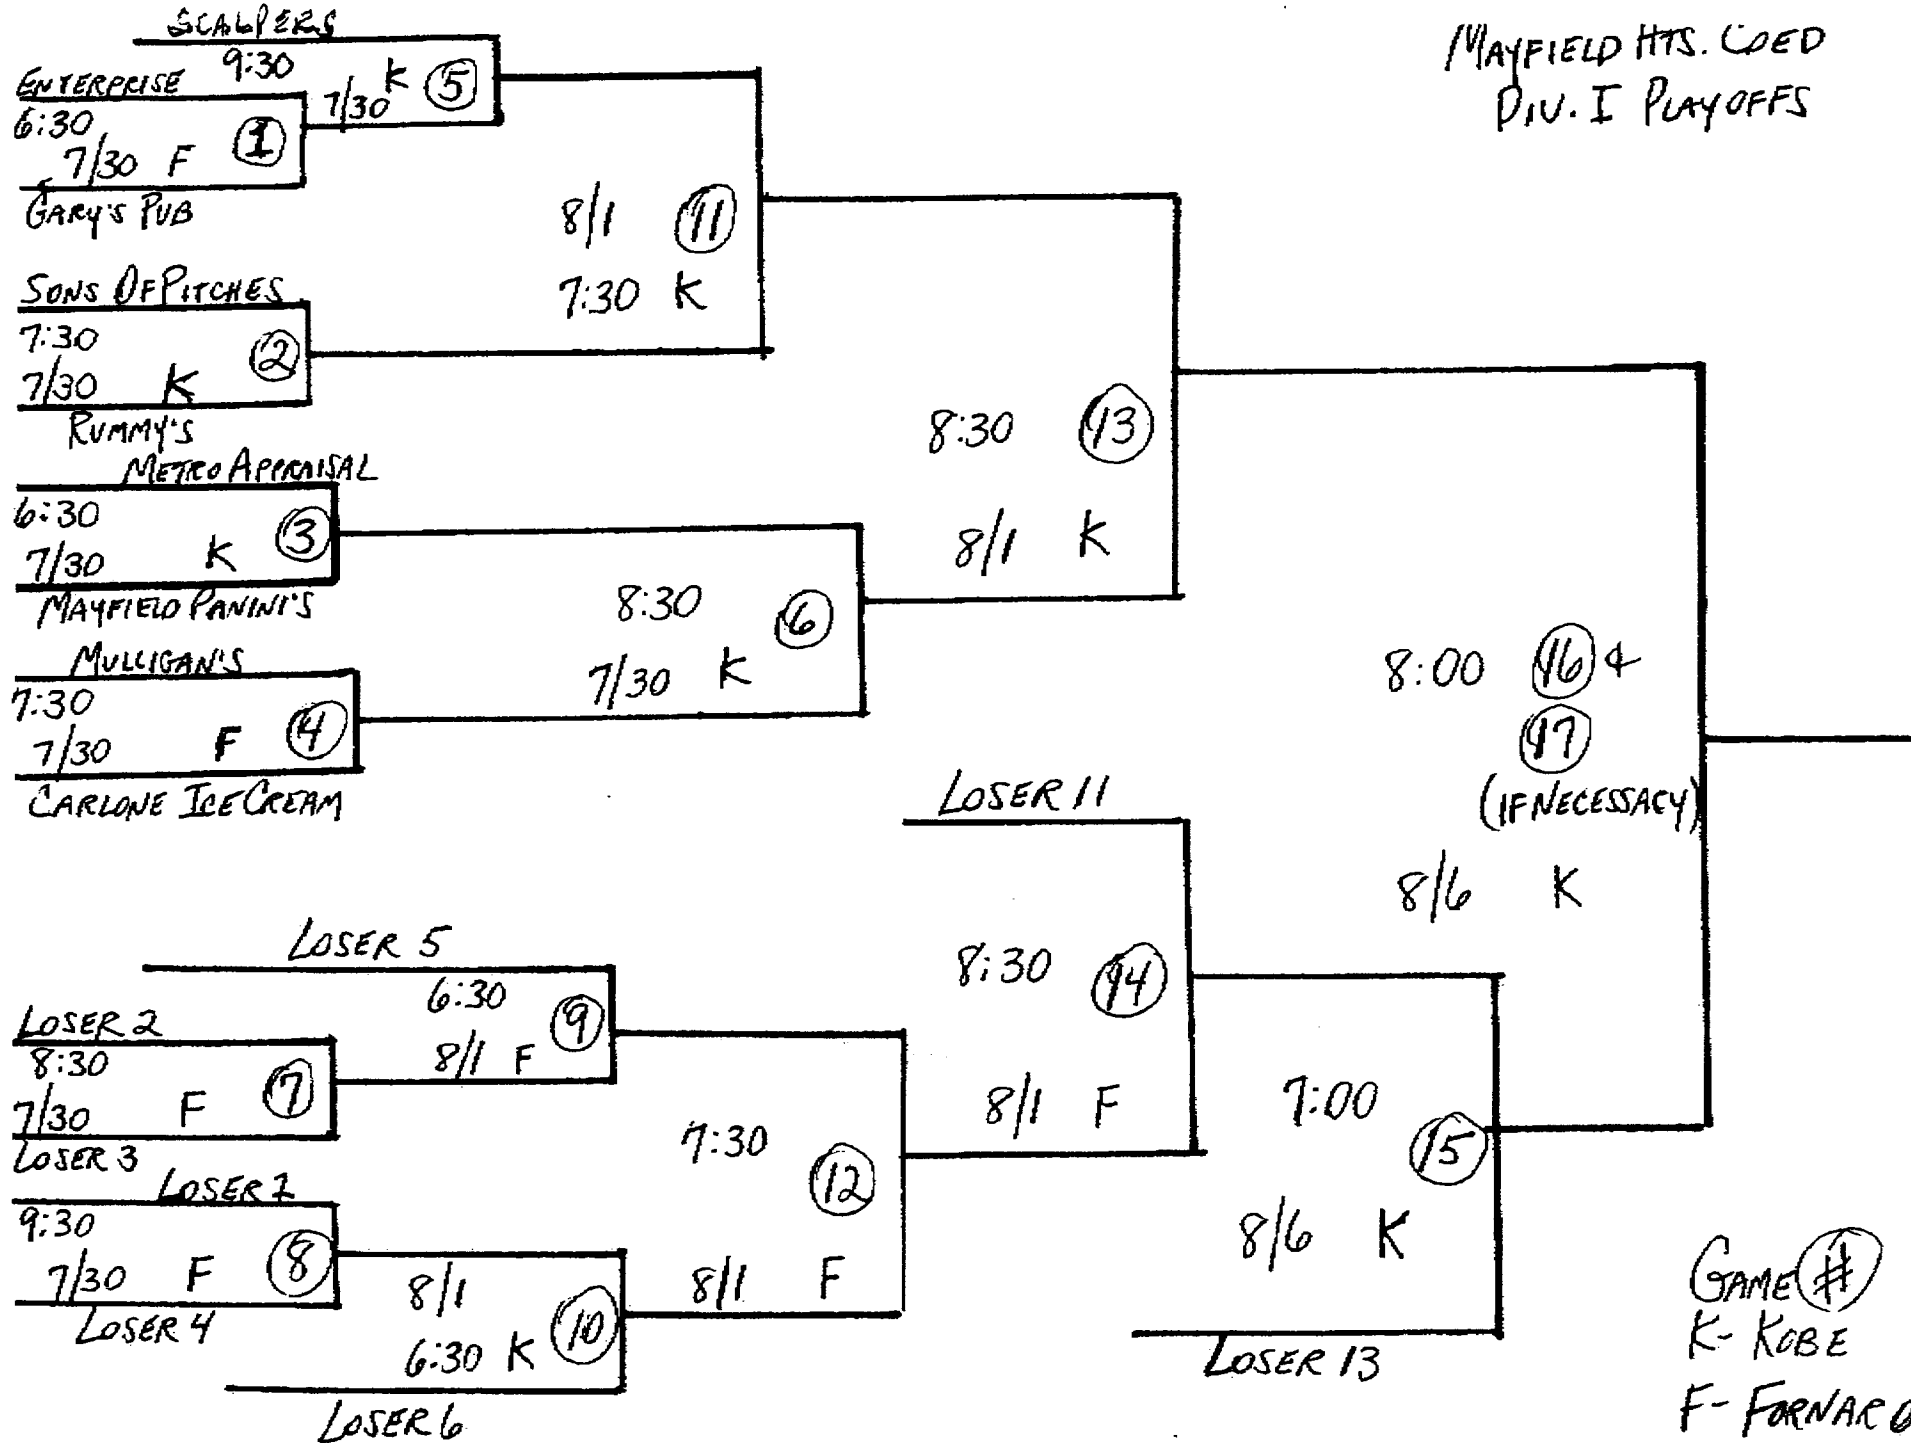 MAYFIELD HTS. COED
DIV. I PLAYOFFS
SCALPERS
9:30
7/30 K 5
ENTERPRISE
6:30
7/30 F 1
GARY'S PUB
8/1 11
7:30 K
SONS OF PITCHES
7:30
7/30 K 2
RUMMY'S
METRO APPRAISAL
6:30
7/30 K 3
MAYFIELD PANINI'S
8:30 13
8/1 K
8:30 6
7/30 K
MULLIGAN'S
7:30
7/30 F 4
CARLONE ICE CREAM
8:00 16 &
17
(IF NECESSACY)
8/6 K
LOSER 11
8:30 14
8/1 F
LOSER 5
6:30
8/1 F 9
LOSER 2
8:30
7/30 F 7
LOSER 3
7:30 12
8/1 F
LOSER 1
9:30
7/30 F 8
LOSER 4
8/1
6:30 K 10
LOSER 6
7:00 15
8/6 K
LOSER 13
GAME #
K- KOBE
F- FORNARO